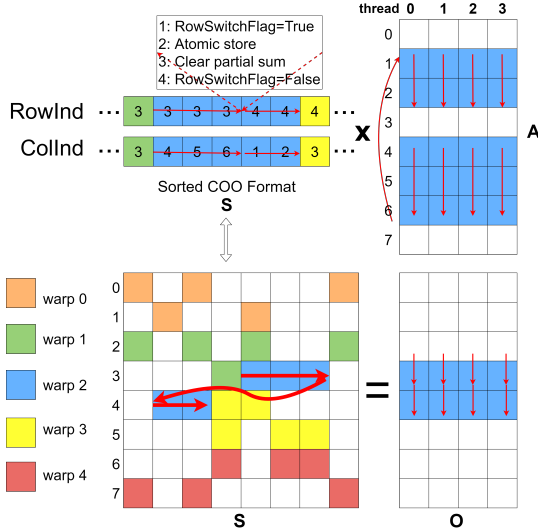 thread 0 1 2 3
1: RowSwitchFlag=True
2: Atomic store
3: Clear partial sum
4: RowSwitchFlag=False
RowInd ··· 3 3 3 3 4 4 4 ···
ColInd ··· 3 4 5 6 1 2 3 ···
Sorted COO Format
S
x
0
1
2
3
4
5
6
7
A
warp 0
warp 1
warp 2
warp 3
warp 4
0
1
2
3
4
5
6
7
S
=
O